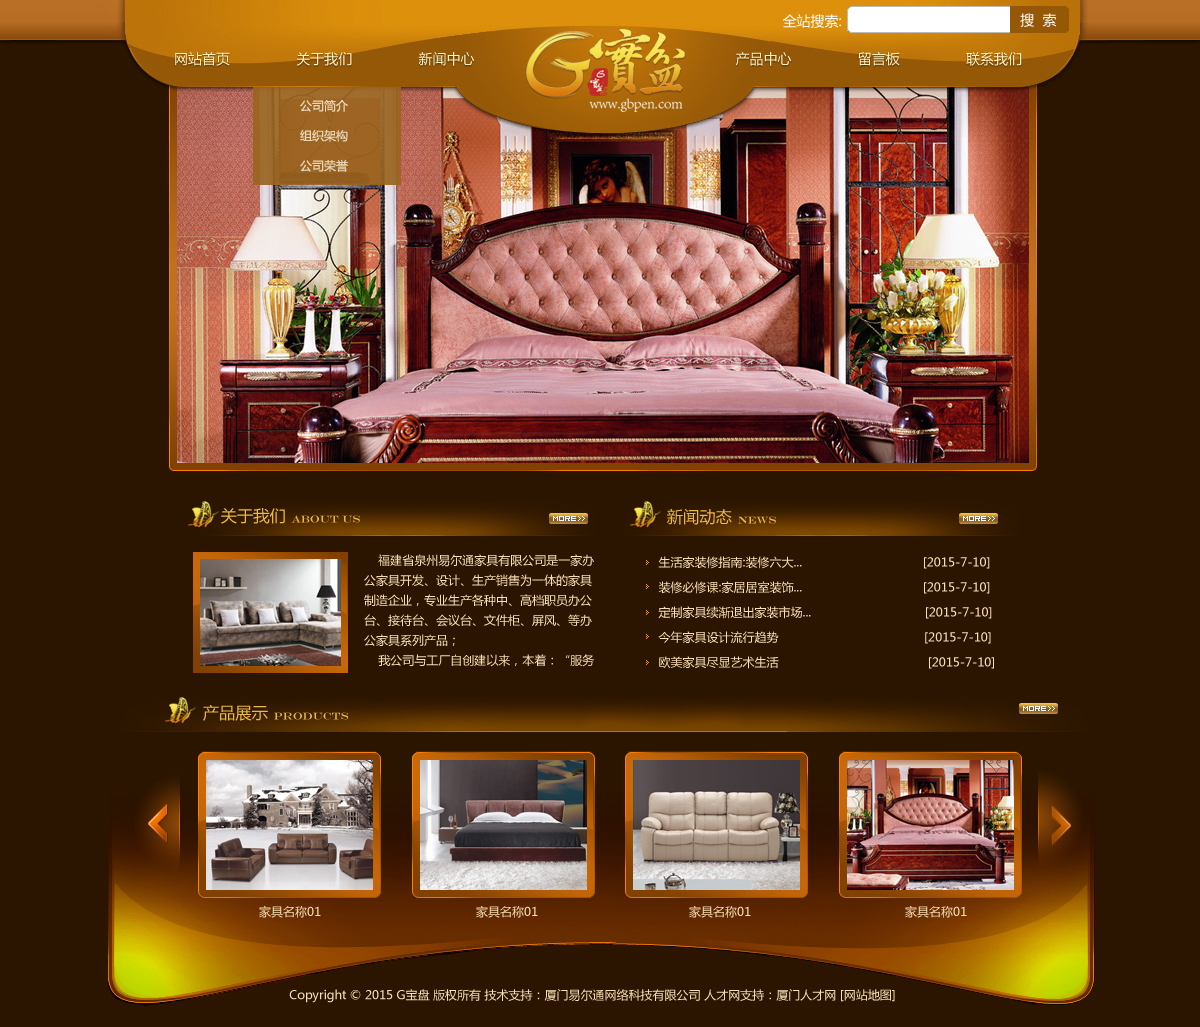 全站搜索: 搜 索
网站首页 关于我们 新闻中心 G寶盆 产品中心 留言板 联系我们
www.gbpen.com
公司简介
组织架构
公司荣誉
关于我们 ABOUT US MORE>>
新闻动态 NEWS MORE>>
福建省泉州易尔通家具有限公司是一家办
公家具开发、设计、生产销售为一体的家具
制造企业，专业生产各种中、高档职员办公
台、接待台、会议台、文件柜、屏风、等办
公家具系列产品；
我公司与工厂自创建以来，本着：“服务
生活家装修指南:装修六大... [2015-7-10]
装修必修课:家居居室装饰... [2015-7-10]
定制家具续渐退出家装市场... [2015-7-10]
今年家具设计流行趋势 [2015-7-10]
欧美家具尽显艺术生活 [2015-7-10]
产品展示 PRODUCTS MORE>>
家具名称01 家具名称01 家具名称01 家具名称01
Copyright © 2015 G宝盘 版权所有 技术支持：厦门易尔通网络科技有限公司 人才网支持：厦门人才网 [网站地图]